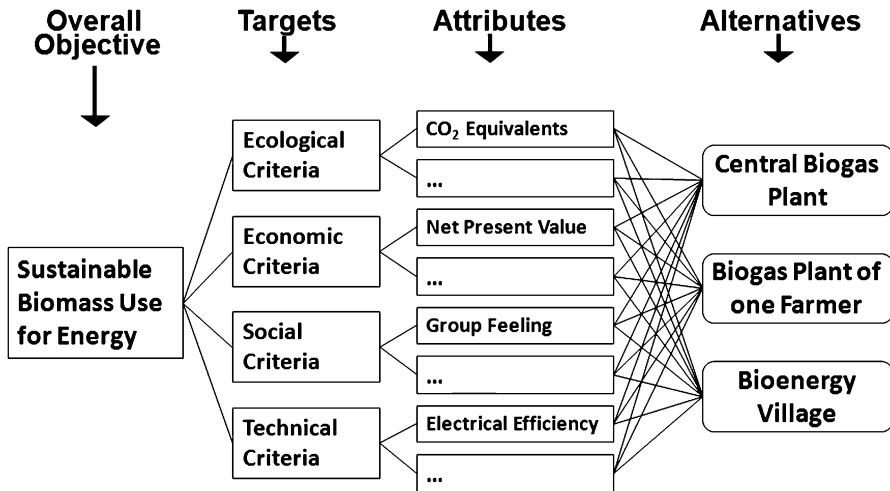 Overall
Objective
Targets
Attributes
Alternatives
Sustainable
Biomass Use
for Energy
Ecological
Criteria
Economic
Criteria
Social
Criteria
Technical
Criteria
CO₂ Equivalents
...
Net Present Value
...
Group Feeling
...
Electrical Efficiency
...
Central Biogas
Plant
Biogas Plant of
one Farmer
Bioenergy
Village